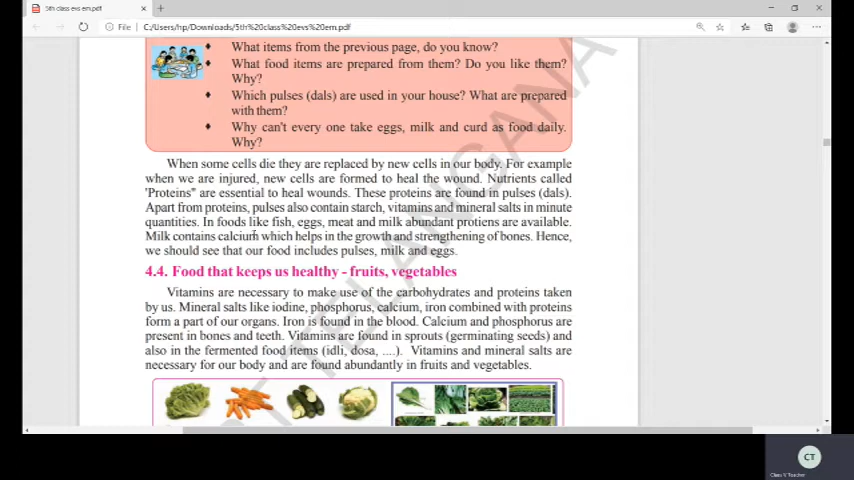 5th class evs em.pdf
File
C:/Users/hp/Downloads/5th%20class%20evs%20em.pdf
♦ What items from the previous page, do you know?
♦ What food items are prepared from them? Do you like them?
Why?
♦ Which pulses (dals) are used in your house? What are prepared
with them?
♦ Why can't every one take eggs, milk and curd as food daily.
Why?
When some cells die they are replaced by new cells in our body. For example
when we are injured, new cells are formed to heal the wound. Nutrients called
'Proteins" are essential to heal wounds. These proteins are found in pulses (dals).
Apart from proteins, pulses also contain starch, vitamins and mineral salts in minute
quantities. In foods like fish, eggs, meat and milk abundant protiens are available.
Milk contains calcium which helps in the growth and strengthening of bones. Hence,
we should see that our food includes pulses, milk and eggs.
4.4. Food that keeps us healthy - fruits, vegetables
Vitamins are necessary to make use of the carbohydrates and proteins taken
by us. Mineral salts like iodine, phosphorus, calcium, iron combined with proteins
form a part of our organs. Iron is found in the blood. Calcium and phosphorus are
present in bones and teeth. Vitamins are found in sprouts (germinating seeds) and
also in the fermented food items (idli, dosa, ....). Vitamins and mineral salts are
necessary for our body and are found abundantly in fruits and vegetables.
TELANGANA
CT
Class V Teacher